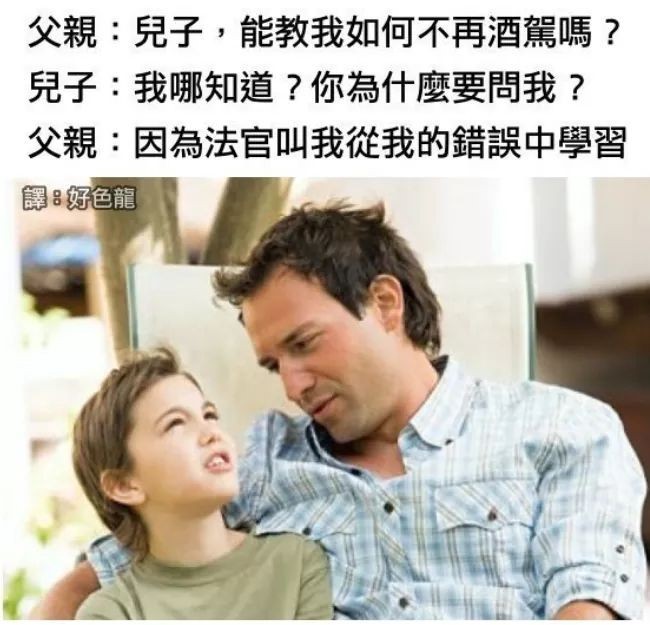 父親：兒子，能教我如何不再酒駕嗎？
兒子：我哪知道？你為什麼要問我？
父親：因為法官叫我從我的錯誤中學習
譯：好色龍